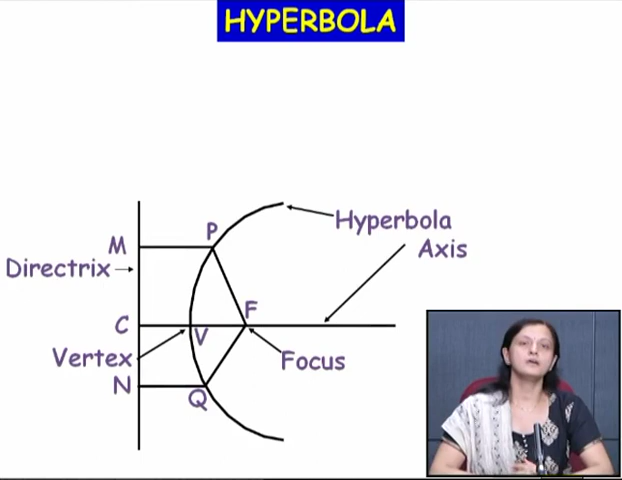 HYPERBOLA
P
Hyperbola
M
Axis
Directrix
F
C
V
Vertex
Focus
N
Q